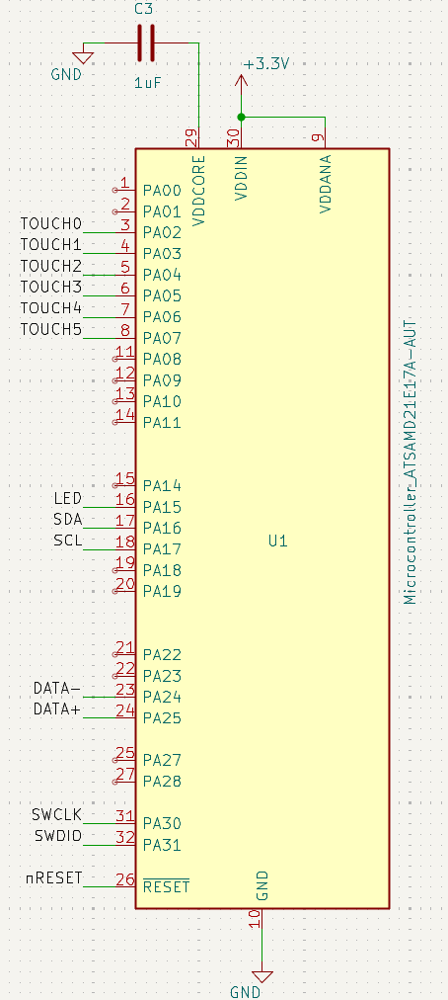 C3
GND
1uF
+3.3V
29
30
9
VDDCORE
VDDIN
VDDANA
1 PA00
2 PA01
TOUCH0 3 PA02
TOUCH1 4 PA03
TOUCH2 5 PA04
TOUCH3 6 PA05
TOUCH4 7 PA06
TOUCH5 8 PA07
11 PA08
12 PA09
13 PA10
14 PA11
15 PA14
LED 16 PA15
SDA 17 PA16
SCL 18 PA17
19 PA18
20 PA19
U1
Microcontroller_ATSAMD21E17A-AUT
21 PA22
22 PA23
DATA- 23 PA24
DATA+ 24 PA25
25 PA27
27 PA28
SWCLK 31 PA30
SWDIO 32 PA31
nRESET 26 RESET
GND
10
GND